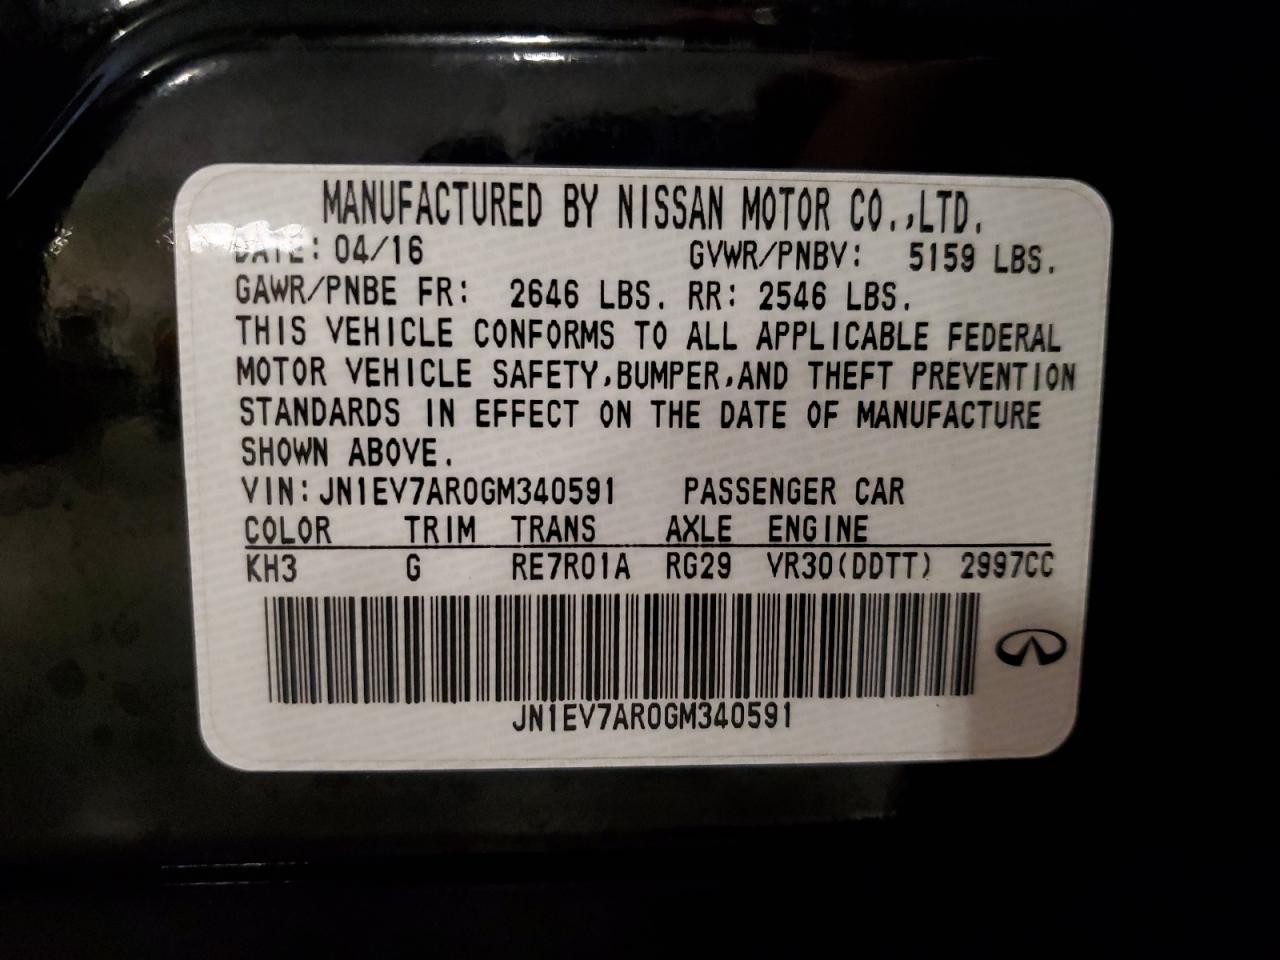 MANUFACTURED BY NISSAN MOTOR CO.,LTD.
DATE: 04/16 GVWR/PNBV: 5159 LBS.
GAWR/PNBE FR: 2646 LBS. RR: 2546 LBS.
THIS VEHICLE CONFORMS TO ALL APPLICABLE FEDERAL
MOTOR VEHICLE SAFETY,BUMPER,AND THEFT PREVENTION
STANDARDS IN EFFECT ON THE DATE OF MANUFACTURE
SHOWN ABOVE.
VIN: JN1EV7AR0GM340591 PASSENGER CAR
COLOR TRIM TRANS AXLE ENGINE
KH3 G RE7R01A RG29 VR30(DDTT) 2997CC
JN1EV7AR0GM340591